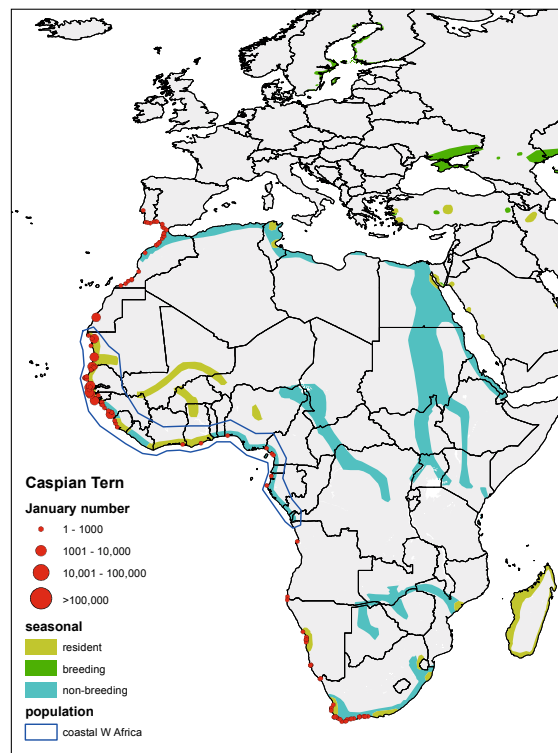 Caspian Tern
January number
1 - 1000
1001 - 10,000
10,001 - 100,000
>100,000
seasonal
resident
breeding
non-breeding
population
coastal W Africa